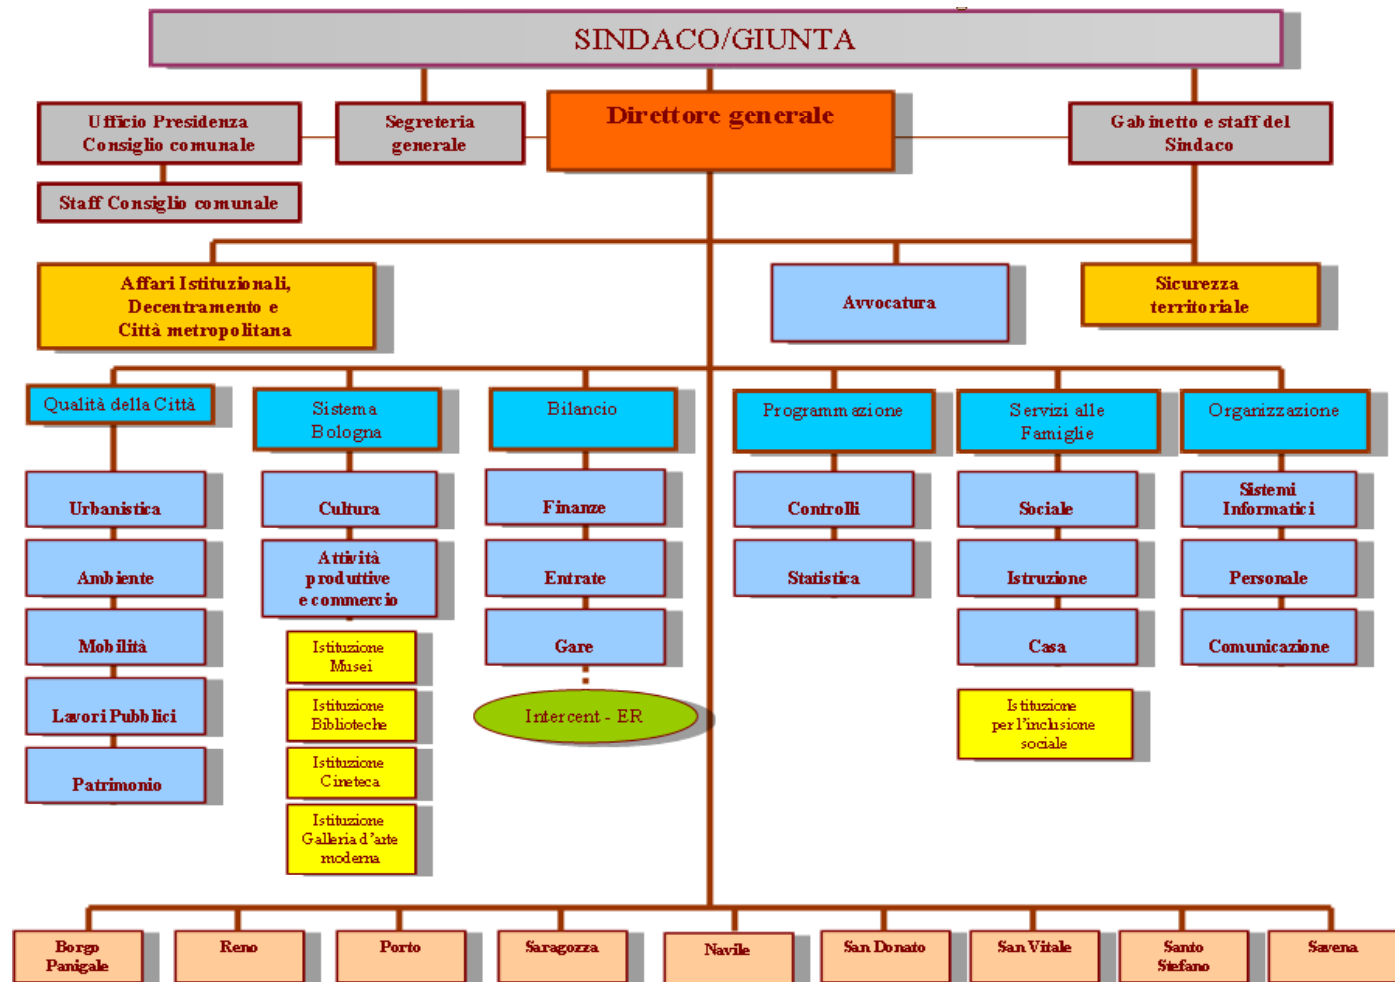 SINDACO/GIUNTA
Ufficio Presidenza
Consiglio comunale
Segreteria
generale
Direttore generale
Gabinetto e staff del
Sindaco
Staff Consiglio comunale
Affari Istituzionali,
Decentramento e
Città metropolitana
Avvocatura
Sicurezza
territoriale
Qualità della Città
Urbanistica
Ambiente
Mobilità
Lavori Pubblici
Patrimonio
Sistema
Bologna
Cultura
Attività
produttive
e commercio
Istituzione
Musei
Istituzione
Biblioteche
Istituzione
Cineteca
Istituzione
Galleria d'arte
moderna
Bilancio
Finanze
Entrate
Gare
Intercent - ER
Programmazione
Controlli
Statistica
Servizi alle
Famiglie
Sociale
Istruzione
Casa
Istituzione
per l'inclusione
sociale
Organizzazione
Sistemi
Informatici
Personale
Comunicazione
Borgo
Panigale
Reno
Porto
Saragozza
Navile
San Donato
San Vitale
Santo
Stefano
Savena